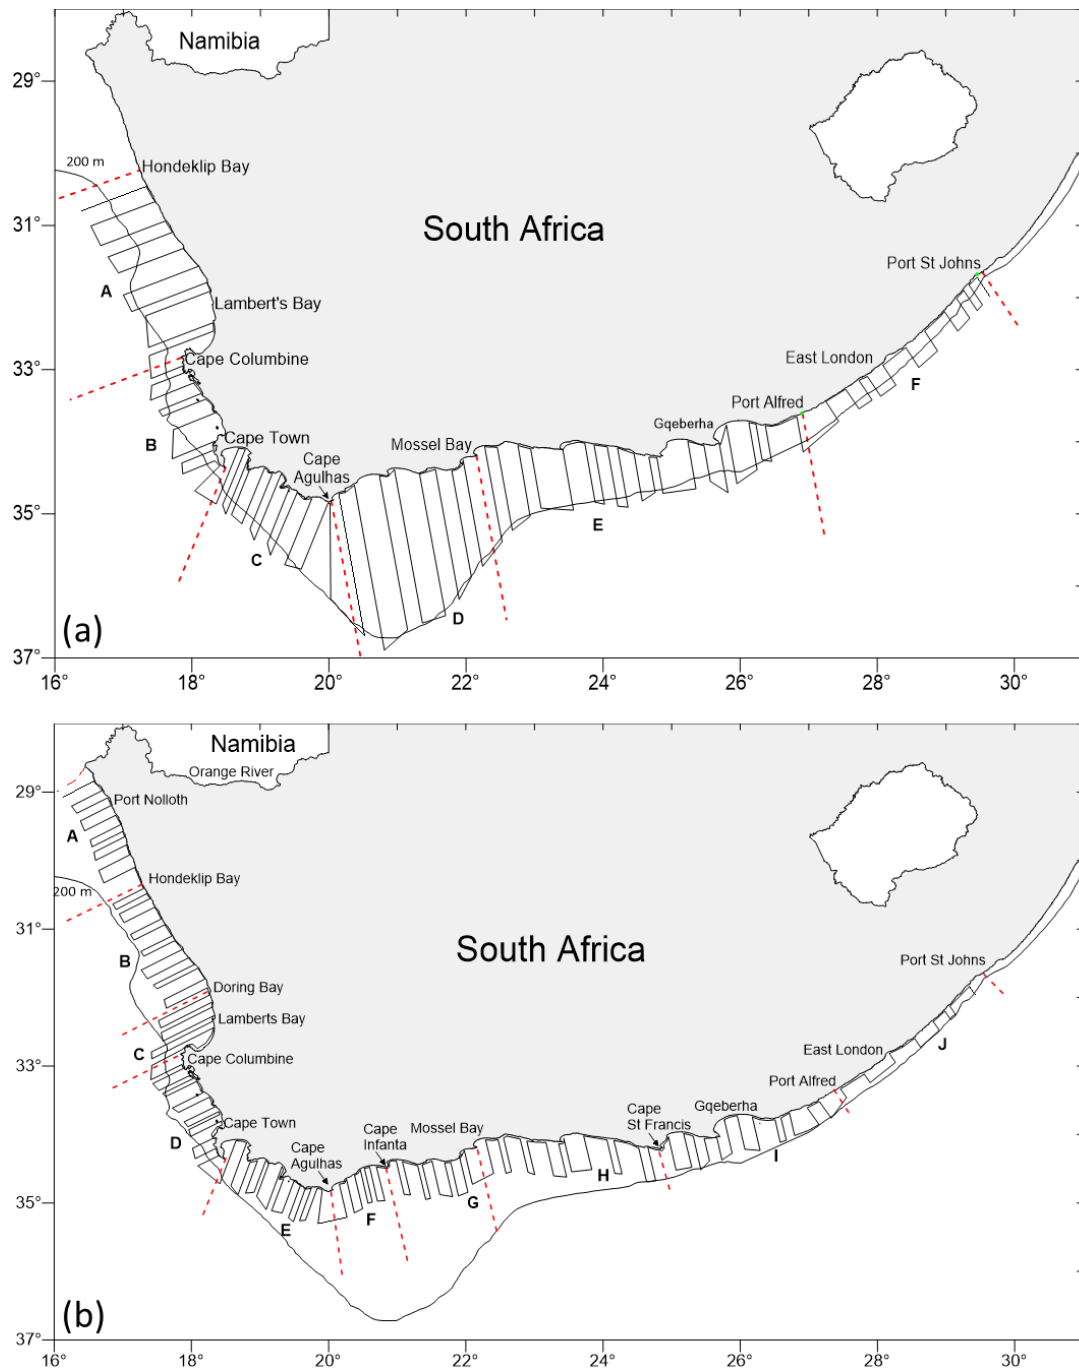 Namibia
29°
Hondeklip Bay
200 m
31°
South Africa
Port St Johns
A
Lambert's Bay
33°
Cape Columbine
East London
F
Port Alfred
B
Cape Town
Mossel Bay
Gqeberha
Cape
Agulhas
35°
E
C
D
(a)
37°
16°
18°
20°
22°
24°
26°
28°
30°
Namibia
Orange River
29°
Port Nolloth
A
Hondeklip Bay
200 m
31°
South Africa
B
Port St Johns
Doring Bay
Lamberts Bay
33°
C
Cape Columbine
East London
J
Port Alfred
Cape Town
Cape
St Francis
Gqeberha
D
Cape
Infanta
Mossel Bay
Cape
Agulhas
I
H
35°
E
F
G
(b)
37°
16°
18°
20°
22°
24°
26°
28°
30°